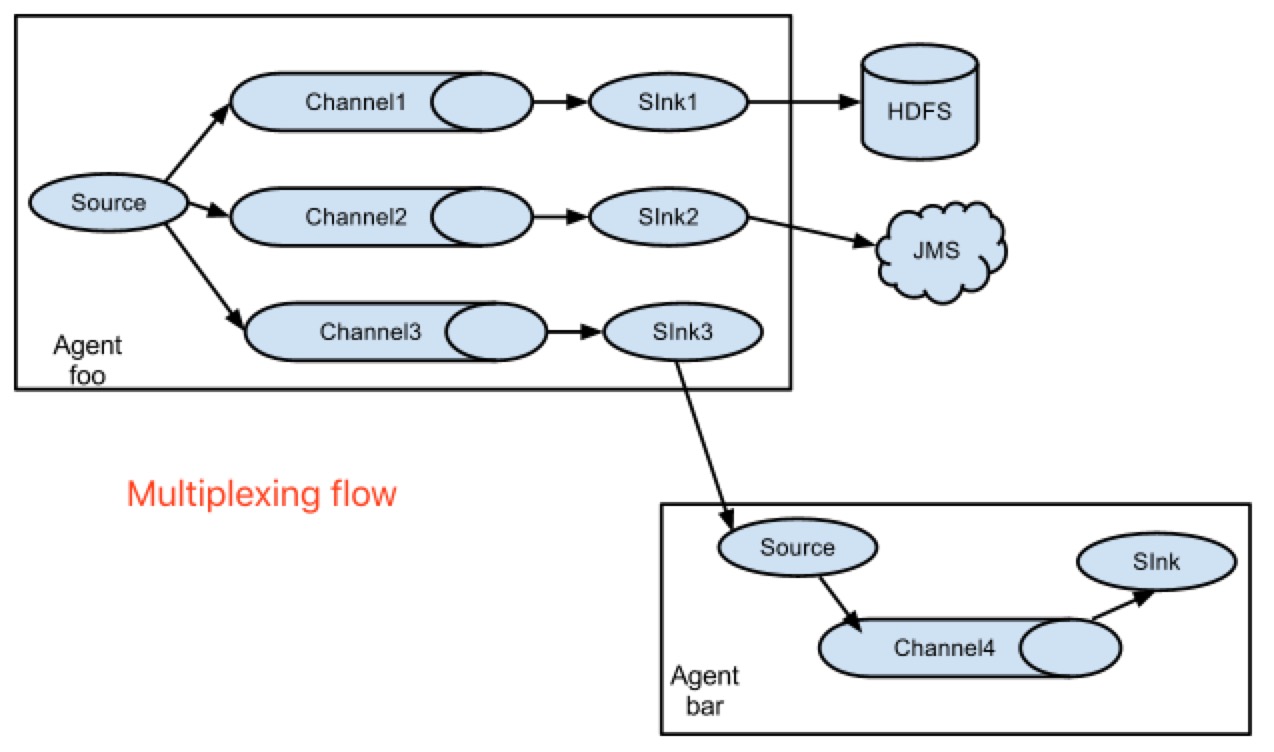 Channel1
SInk1
HDFS
Source
Channel2
SInk2
JMS
Channel3
SInk3
Agent
foo
Multiplexing flow
Source
SInk
Channel4
Agent
bar